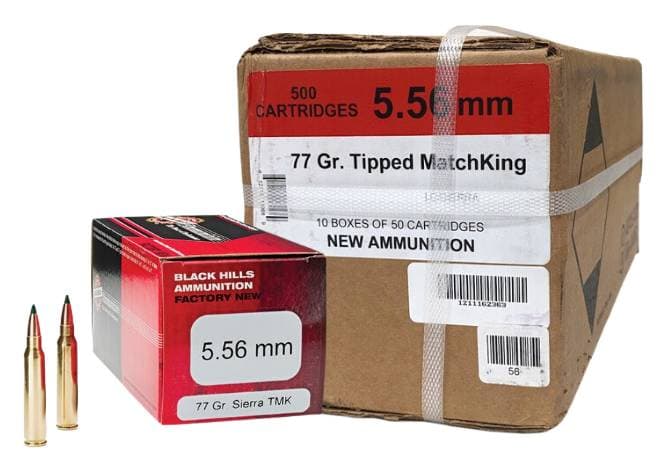 500
CARTRIDGES
5.56 mm
77 Gr. Tipped MatchKing
10 BOXES OF 50 CARTRIDGES
NEW AMMUNITION
1Z11162363
56
BLACK HILLS
AMMUNITION
FACTORY NEW
5.56 mm
77 Gr Sierra TMK